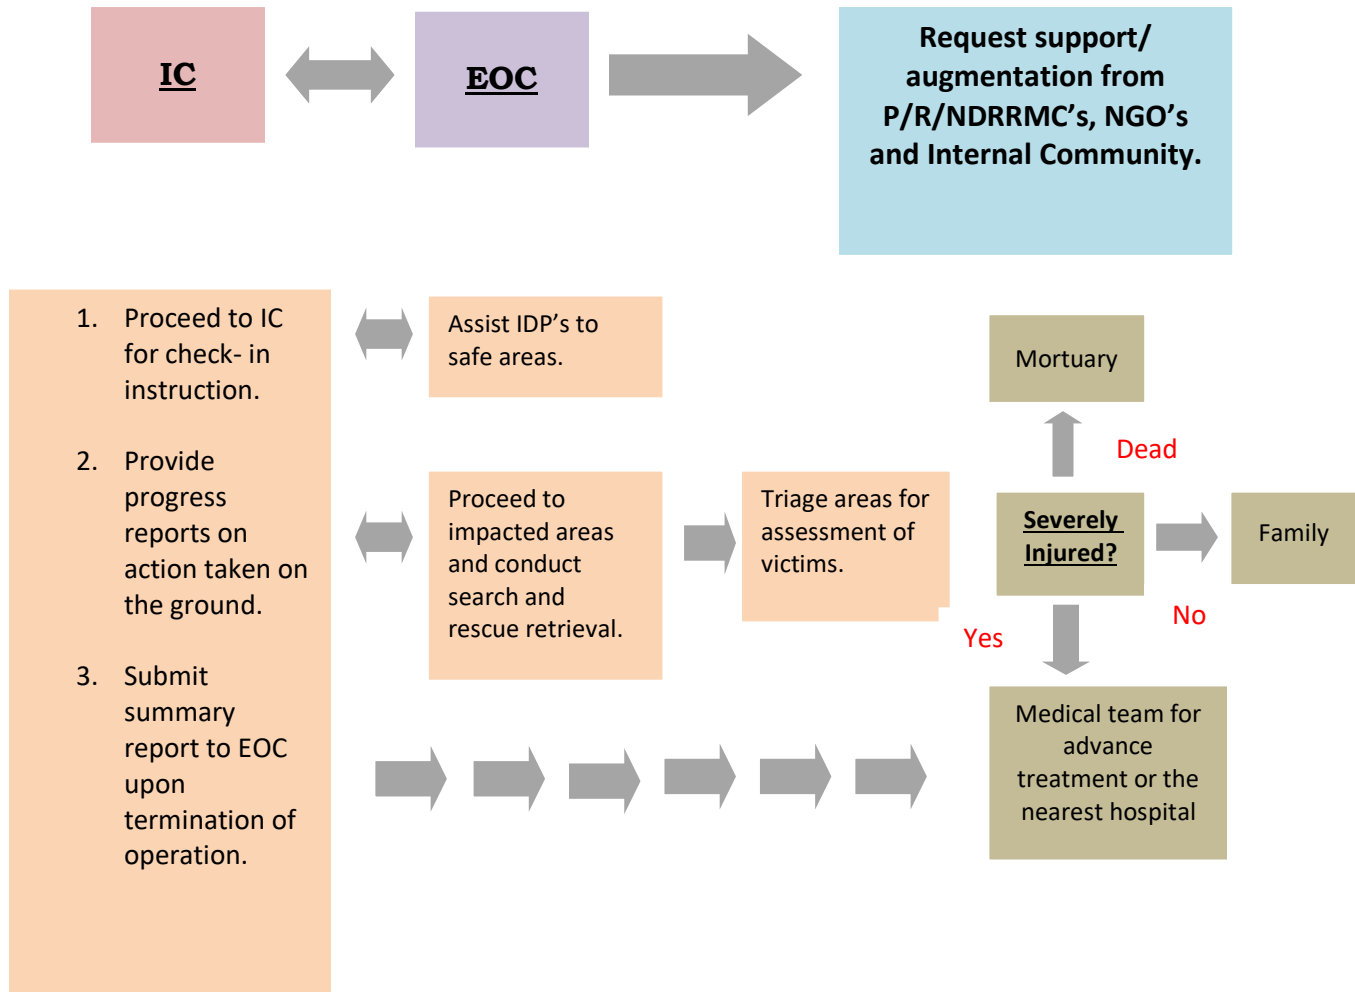 IC
EOC
Request support/
augmentation from
P/R/NDRRMC’s, NGO’s
and Internal Community.
1. Proceed to IC
for check- in
instruction.
2. Provide
progress
reports on
action taken on
the ground.
3. Submit
summary
report to EOC
upon
termination of
operation.
Assist IDP’s to
safe areas.
Proceed to
impacted areas
and conduct
search and
rescue retrieval.
Triage areas for
assessment of
victims.
Mortuary
Dead
Severely
Injured?
Family
No
Yes
Medical team for
advance
treatment or the
nearest hospital